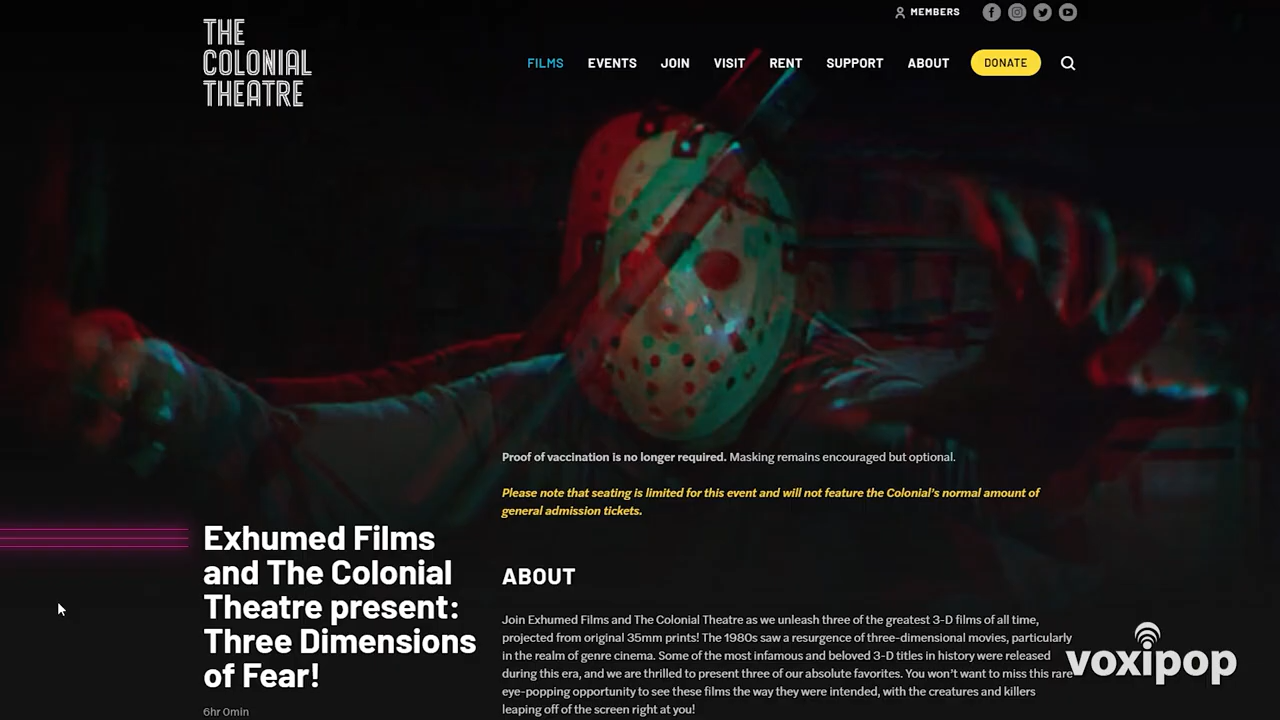 THE
COLONIAL
THEATRE
MEMBERS
FILMS EVENTS JOIN VISIT RENT SUPPORT ABOUT DONATE
Proof of vaccination is no longer required. Masking remains encouraged but optional.
Please note that seating is limited for this event and will not feature the Colonial's normal amount of
general admission tickets.
Exhumed Films
and The Colonial
Theatre present:
Three Dimensions
of Fear!
6hr 0min
ABOUT
Join Exhumed Films and The Colonial Theatre as we unleash three of the greatest 3-D films of all time,
projected from original 35mm prints! The 1980s saw a resurgence of three-dimensional movies, particularly
in the realm of genre cinema. Some of the most infamous and beloved 3-D titles in history were released
during this era, and we are thrilled to present three of our absolute favorites. You won't want to miss this rare
eye-popping opportunity to see these films the way they were intended, with the creatures and killers
leaping off of the screen right at you!
voxipop